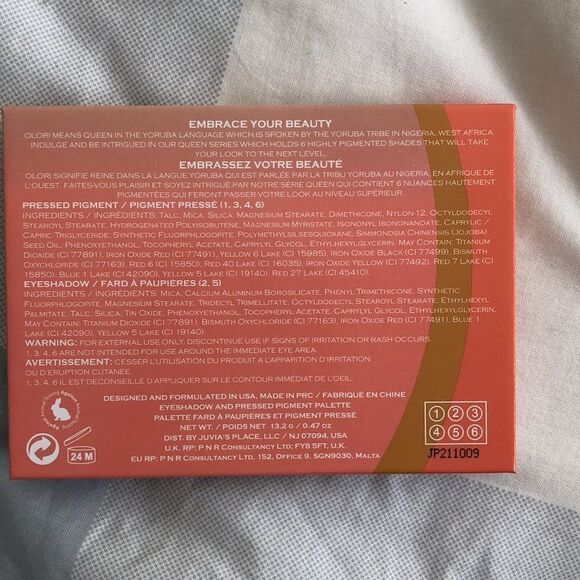 EMBRACE YOUR BEAUTY
OLORI MEANS QUEEN IN THE YORUBA LANGUAGE WHICH IS SPOKEN BY THE YORUBA TRIBE IN NIGERIA, WEST AFRICA.
INDULGE AND BE INTRIGUED IN OUR QUEEN SERIES WHICH HOLDS 6 HIGHLY PIGMENTED SHADES THAT WILL TAKE
YOUR LOOK TO THE NEXT LEVEL.
EMBRASSEZ VOTRE BEAUTÉ
OLORI SIGNIFIE REINE DANS LA LANGUE YORUBA QUI EST PARLÉE PAR LA TRIBU YORUBA AU NIGERIA, EN AFRIQUE DE
L'OUEST. FAITES-VOUS PLAISIR ET SOYEZ INTRIGUÉ PAR NOTRE SÉRIE QUEEN QUI CONTIENT 6 NUANCES HAUTEMENT
PIGMENTÉES QUI FERONT PASSER VOTRE LOOK AU NIVEAU SUPÉRIEUR.
PRESSED PIGMENT / PIGMENT PRESSÉ (1, 3, 4, 6)
INGREDIENTS / INGRÉDIENTS: TALC, MICA, SILICA, MAGNESIUM STEARATE, DIMETHICONE, NYLON-12, OCTYLDODECYL
STEAROYL STEARATE, HYDROGENATED POLYISOBUTENE, MAGNESIUM MYRISTATE, ISONONYL ISONONANOATE, CAPRYLIC /
CAPRIC TRIGLYCERIDE, SYNTHETIC FLUORPHLOGOPITE, POLYMETHYLSILSESQUIOXANE, SIMMONDSIA CHINENSIS (JOJOBA)
SEED OIL, PHENOXYETHANOL, TOCOPHERYL ACETATE, CAPRYLYL GLYCOL, ETHYLHEXYLGLYCERIN. MAY CONTAIN: TITANIUM
DIOXIDE (CI 77891), IRON OXIDE RED (CI 77491), YELLOW 6 LAKE (CI 15985), IRON OXIDE BLACK (CI 77499), BISMUTH
OXYCHLORIDE (CI 77163), RED 6 (CI 15850), RED 40 LAKE (CI 16035), IRON OXIDE YELLOW (CI 77492), RED 7 LAKE (CI
15850), BLUE 1 LAKE (CI 42090), YELLOW 5 LAKE (CI 19140), RED 27 LAKE (CI 45410).
EYESHADOW / FARD À PAUPIÈRES (2, 5)
INGREDIENTS / INGRÉDIENTS: MICA, CALCIUM ALUMINUM BOROSILICATE, PHENYL TRIMETHICONE, SYNTHETIC
FLUORPHLOGOPITE, MAGNESIUM STEARATE, TRIDECYL TRIMELLITATE, OCTYLDODECYL STEAROYL STEARATE, ETHYLHEXYL
PALMITATE, TALC, SILICA, TIN OXIDE, PHENOXYETHANOL, TOCOPHERYL ACETATE, CAPRYLYL GLYCOL, ETHYLHEXYLGLYCERIN.
MAY CONTAIN: TITANIUM DIOXIDE (CI 77891), BISMUTH OXYCHLORIDE (CI 77163), IRON OXIDE RED (CI 77491), BLUE 1
LAKE (CI 42090) YELLOW 5 LAKE (CI 19140).
WARNING: FOR EXTERNAL USE ONLY. DISCONTINUE USE IF SIGNS OF IRRITATION OR RASH OCCURS.
1, 3, 4, 6 ARE NOT INTENDED FOR USE AROUND THE IMMEDIATE EYE AREA
AVERTISSEMENT: CESSER L'UTILISATION DU PRODUIT À L'APPARITION D'IRRITATION
OU D'ERUPTION CUTANÉE.
1, 3, 4, 6 IL EST DECONSEILLÉ D'APPLIQUER SUR LE CONTOUR IMMÉDIAT DE L'OEIL.
DESIGNED AND FORMULATED IN USA, MADE IN PRC / FABRIQUÉ EN CHINE
EYESHADOW AND PRESSED PIGMENT PALETTE
PALETTE FARD À PAUPIÈRES ET PIGMENT PRESSÉ
NET WT. / POIDS NET 13.2g / 0.47 oz
DIST. BY JUVIA'S PLACE, LLC / NJ 07094, USA
U.K. RP: P N R CONSULTANCY LTD; FY8 5FT, U.K.
EU RP: P N R CONSULTANCY LTD, 152, OFFICE 9, SGN9030, MALTA
Against
Animal Testing
24 M
1 2 3
4 5 6
JP211009